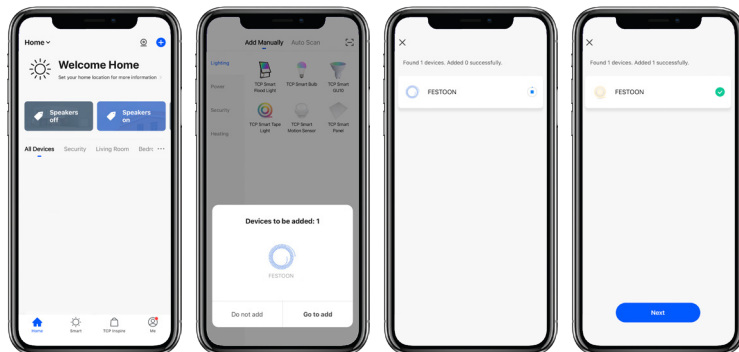 Home
Welcome Home
Set your home location for more information
Speakers off
Speakers on
All Devices Security Living Room Bedr ···
Home Smart TCP Inspire Me
Add Manually Auto Scan
Lighting
Power
Security
Heating
TCP Smart Flood Light
TCP Smart Bulb
TCP Smart GU10
TCP Smart Tape Light
TCP Smart Motion Sensor
TCP Smart Panel
Devices to be added: 1
FESTOON
Do not add Go to add
Found 1 devices. Added 0 successfully.
FESTOON
Found 1 devices. Added 1 successfully.
FESTOON
Next